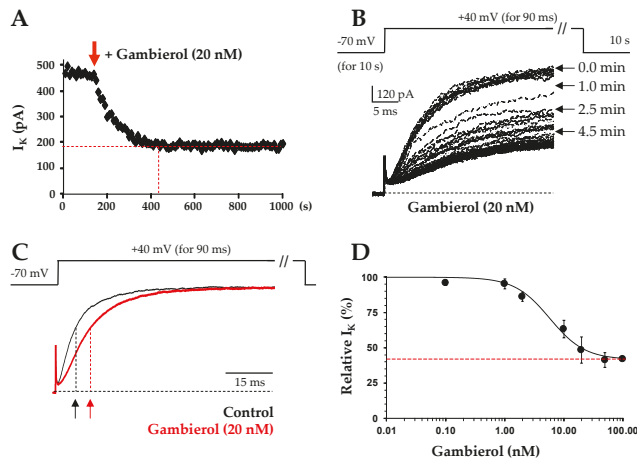 A
+ Gambierol (20 nM)
500
400
300
200
100
0
I_K (pA)
0 200 400 600 800 1000 (s)
B
+40 mV (for 90 ms)
//
-70 mV
10 s
(for 10 s)
120 pA
5 ms
0.0 min
1.0 min
2.5 min
4.5 min
Gambierol (20 nM)
C
+40 mV (for 90 ms)
//
-70 mV
15 ms
Control
Gambierol (20 nM)
D
100
75
50
25
0
Relative I_K (%)
0.01 0.10 1.00 10.00 100.00
Gambierol (nM)